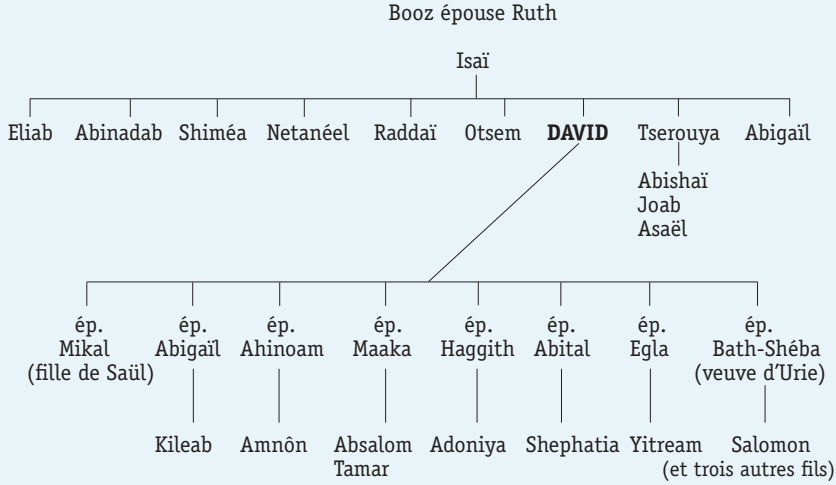 Booz épouse Ruth
Isaï
Eliab Abinadab Shiméa Netanéel Raddaï Otsem DAVID Tserouya Abigaïl
Abishaï
Joab
Asaël
ép. ép. ép. ép. ép. ép. ép. ép.
Mikal Abigaïl Ahinoam Maaka Haggith Abital Egla Bath-Shéba
(fille de Saül) (veuve d'Urie)
Kileab Amnôn Absalom Adoniya Shephatia Yitream Salomon
Tamar (et trois autres fils)